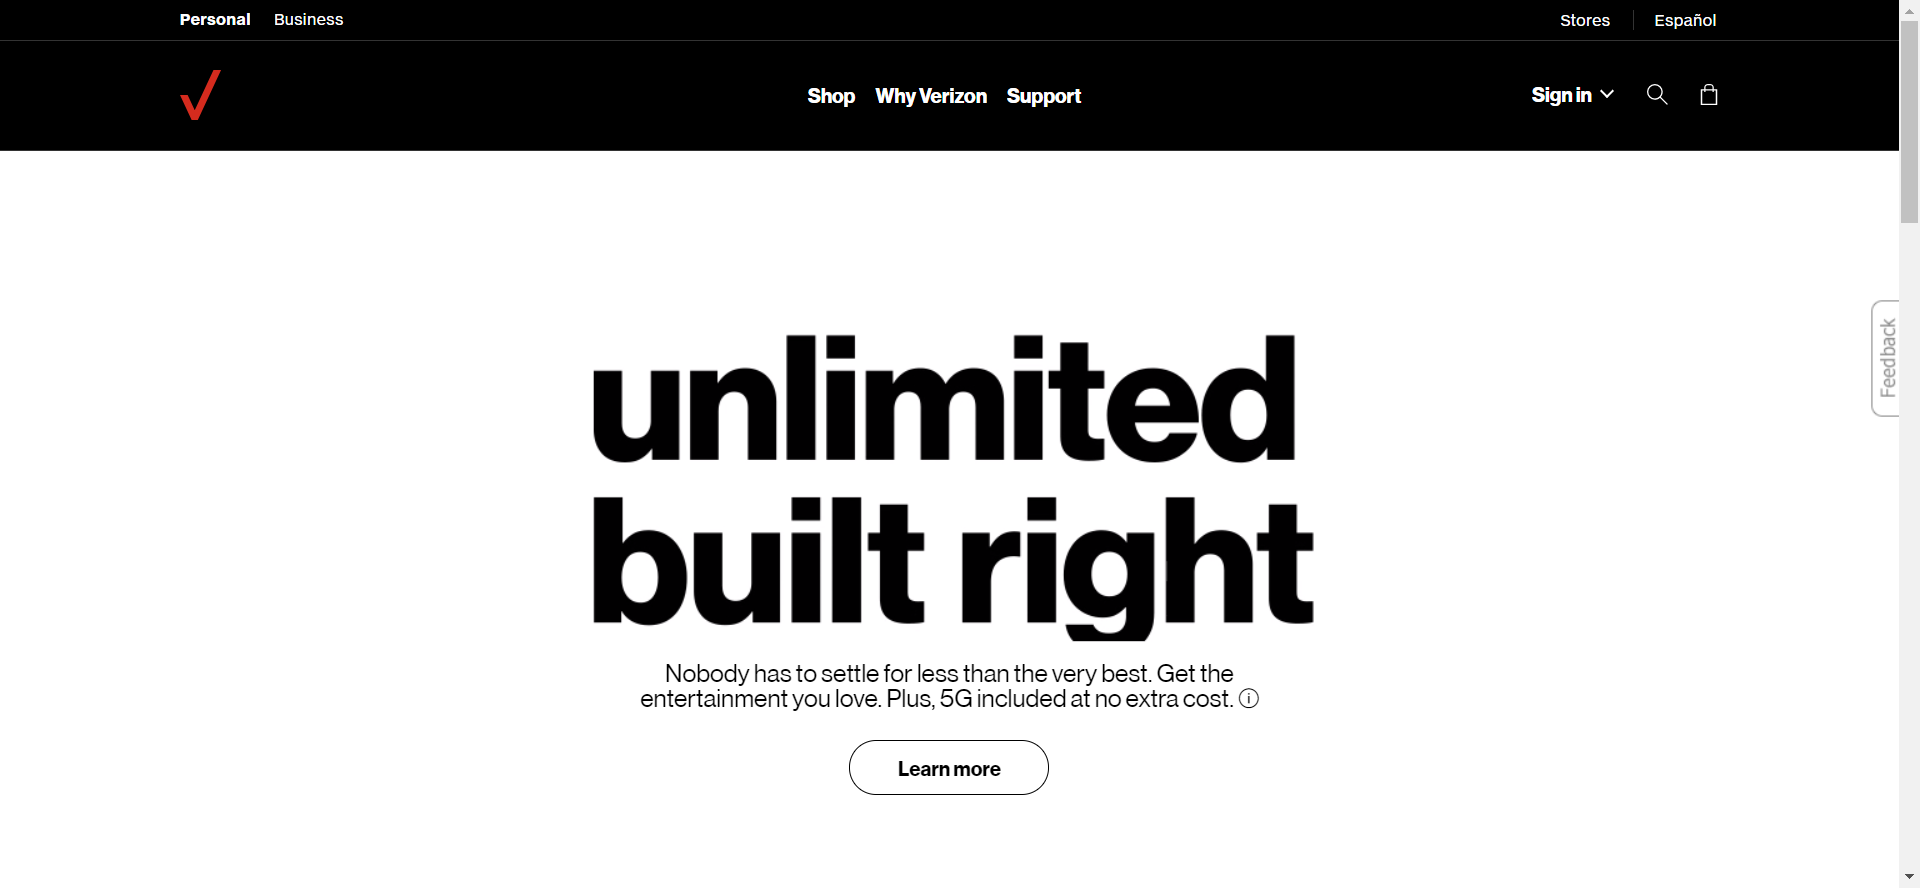 Personal Business
Stores Español
Shop Why Verizon Support
Sign in
Feedback
unlimited
built right
Nobody has to settle for less than the very best. Get the
entertainment you love. Plus, 5G included at no extra cost. ⓘ
Learn more